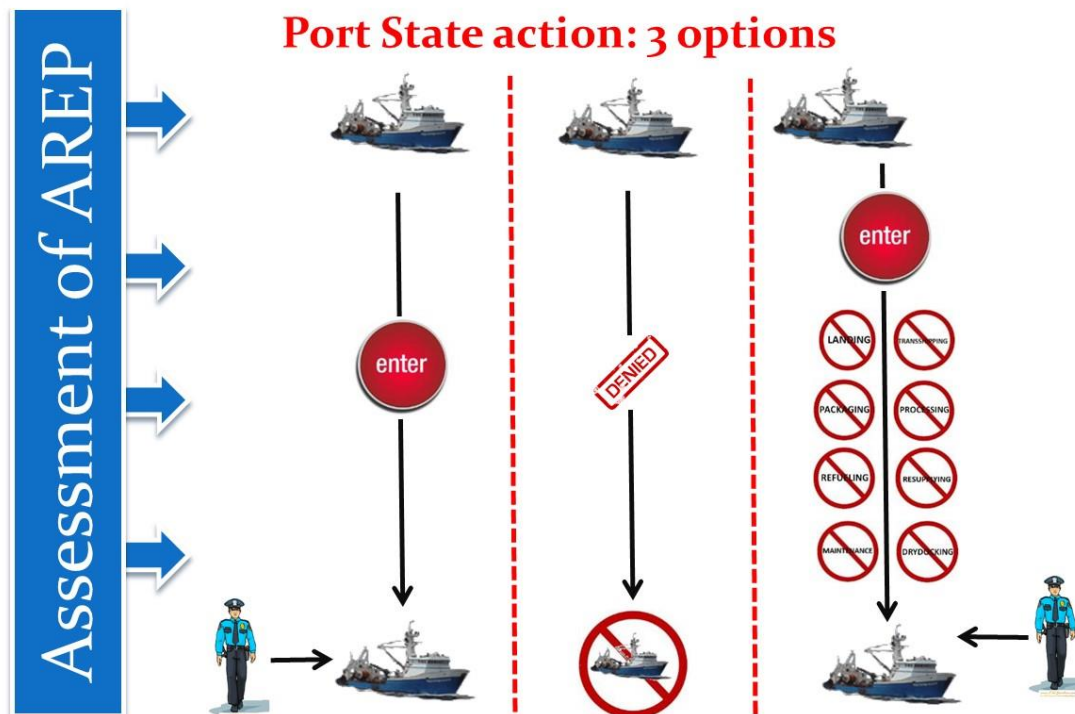 Port State action: 3 options
Assessment of AREP
enter
DENIED
enter
LANDING
TRANSSHIPPING
PACKAGING
PROCESSING
REFUELING
RESUPPLYING
MAINTENANCE
DRYDOCKING